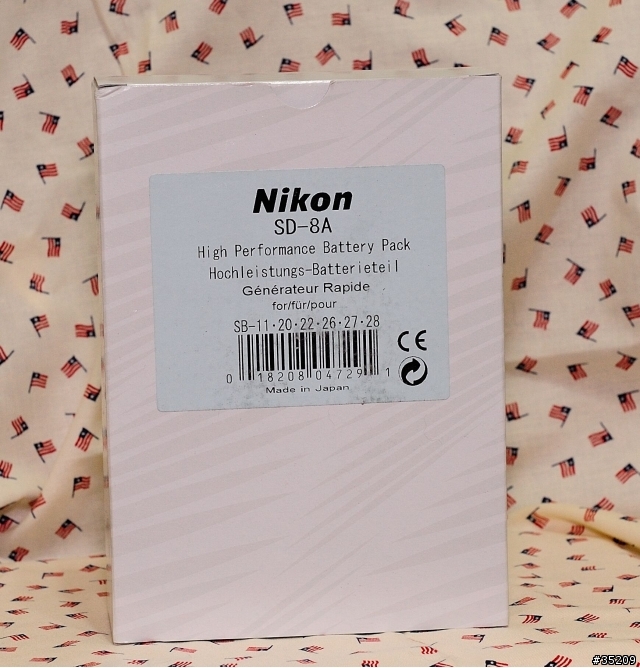 Nikon
SD-8A
High Performance Battery Pack
Hochleistungs-Batterieteil
Générateur Rapide
for/für/pour
SB-11·20·22·26·27·28
CE
0 18208 04729 1
Made in Japan
#35209